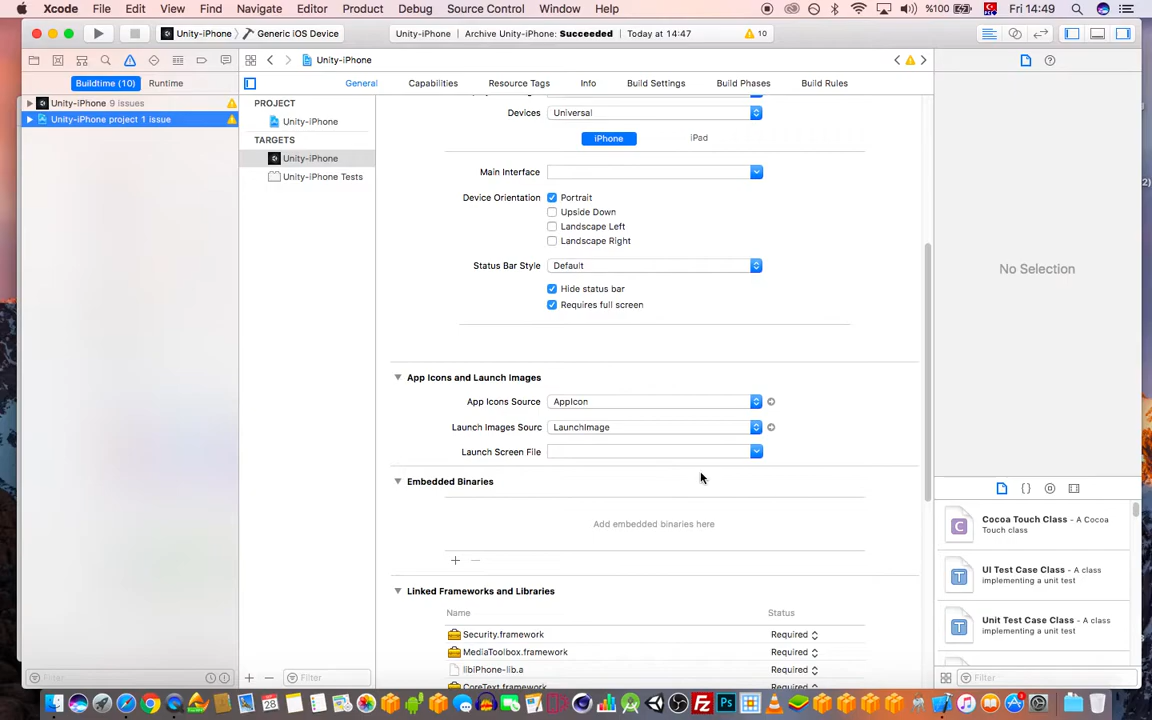 Xcode File Edit View Find Navigate Editor Product Debug Source Control Window Help %100 Fri 14:49
Unity-iPhone Generic iOS Device Unity-iPhone | Archive Unity-iPhone: Succeeded Today at 14:47 10
Unity-iPhone
Buildtime (10) Runtime
General Capabilities Resource Tags Info Build Settings Build Phases Build Rules
Unity-iPhone 9 issues
Unity-iPhone project 1 issue
PROJECT
Unity-iPhone
TARGETS
Unity-iPhone
Unity-iPhone Tests
Devices Universal
iPhone iPad
Main Interface
Device Orientation Portrait
Upside Down
Landscape Left
Landscape Right
Status Bar Style Default
Hide status bar
Requires full screen
App Icons and Launch Images
App Icons Source AppIcon
Launch Images Sourc LaunchImage
Launch Screen File
Embedded Binaries
Add embedded binaries here
Linked Frameworks and Libraries
Name Status
Security.framework Required
MediaToolbox.framework Required
libiPhone-lib.a Required
CoreText.framework Required
No Selection
Cocoa Touch Class - A Cocoa
Touch class
UI Test Case Class - A class
implementing a unit test
Unit Test Case Class - A class
implementing a unit test
Filter Filter Filter